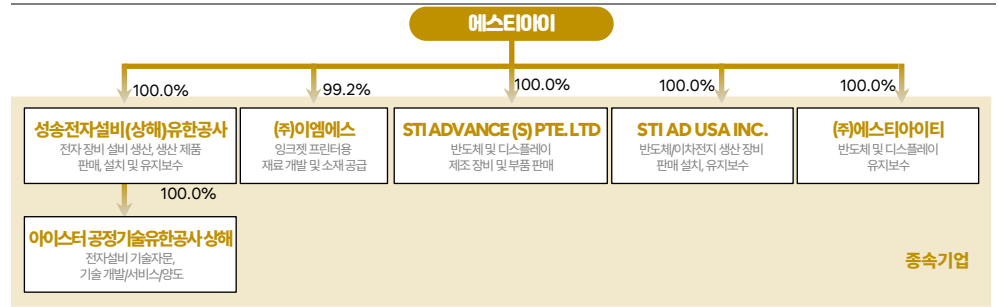 에스티아이
100.0%
99.2%
100.0%
100.0%
100.0%
성송전자설비(상해)유한공사
전자 장비 설비 생산, 생산 제품
판매, 설치 및 유지보수
(주)이엠에스
잉크젯 프린터용
재료 개발 및 소재 공급
STI ADVANCE (S) PTE. LTD
반도체 및 디스플레이
제조 장비 및 부품 판매
STI AD USA INC.
반도체/이차전지 생산 장비
판매 설치, 유지보수
(주)에스티아이티
반도체 및 디스플레이
유지보수
100.0%
아이스터 공정기술유한공사 상해
전자설비 기술자문,
기술 개발/서비스/양도
종속기업